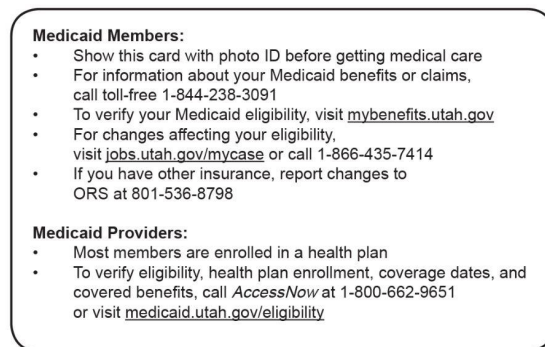 Medicaid Members:
• Show this card with photo ID before getting medical care
• For information about your Medicaid benefits or claims,
call toll-free 1-844-238-3091
• To verify your Medicaid eligibility, visit mybenefits.utah.gov
• For changes affecting your eligibility,
visit jobs.utah.gov/mycase or call 1-866-435-7414
• If you have other insurance, report changes to
ORS at 801-536-8798
Medicaid Providers:
• Most members are enrolled in a health plan
• To verify eligibility, health plan enrollment, coverage dates, and
covered benefits, call AccessNow at 1-800-662-9651
or visit medicaid.utah.gov/eligibility